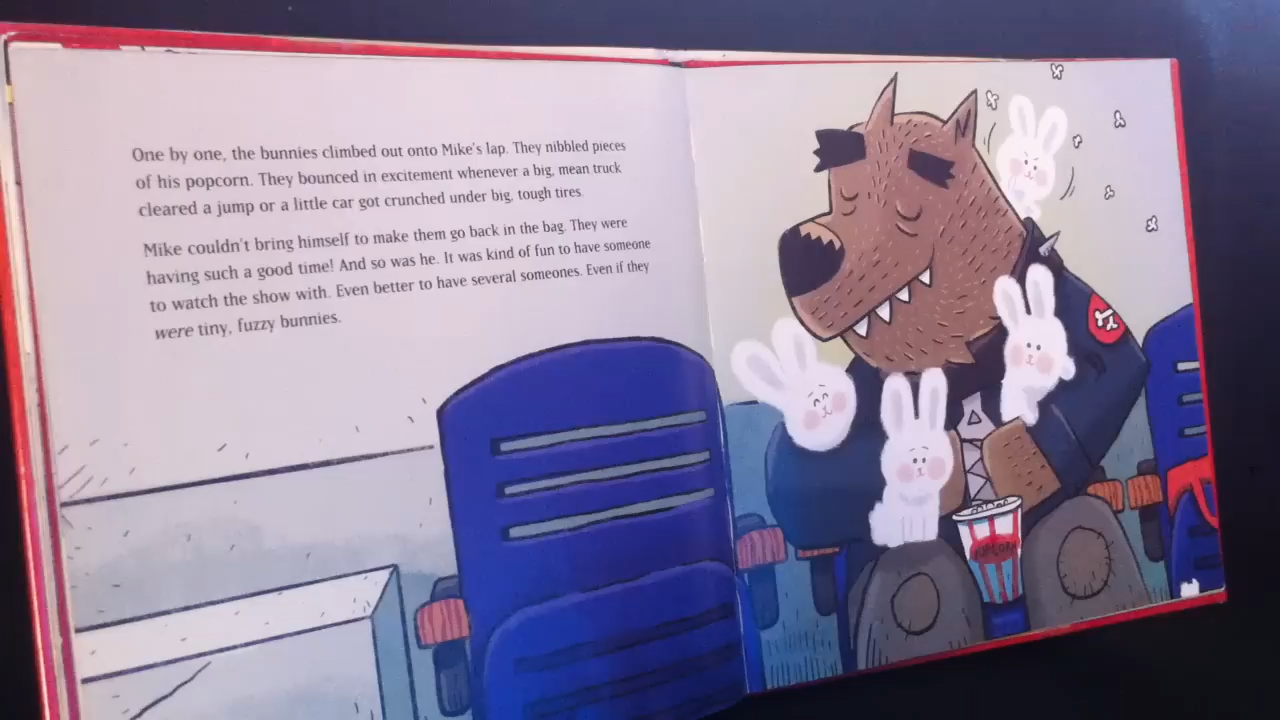 One by one, the bunnies climbed out onto Mike's lap. They nibbled pieces
of his popcorn. They bounced in excitement whenever a big, mean truck
cleared a jump or a little car got crunched under big, tough tires.
Mike couldn't bring himself to make them go back in the bag. They were
having such a good time! And so was he. It was kind of fun to have someone
to watch the show with. Even better to have several someones. Even if they
were tiny, fuzzy bunnies.
POPCORN